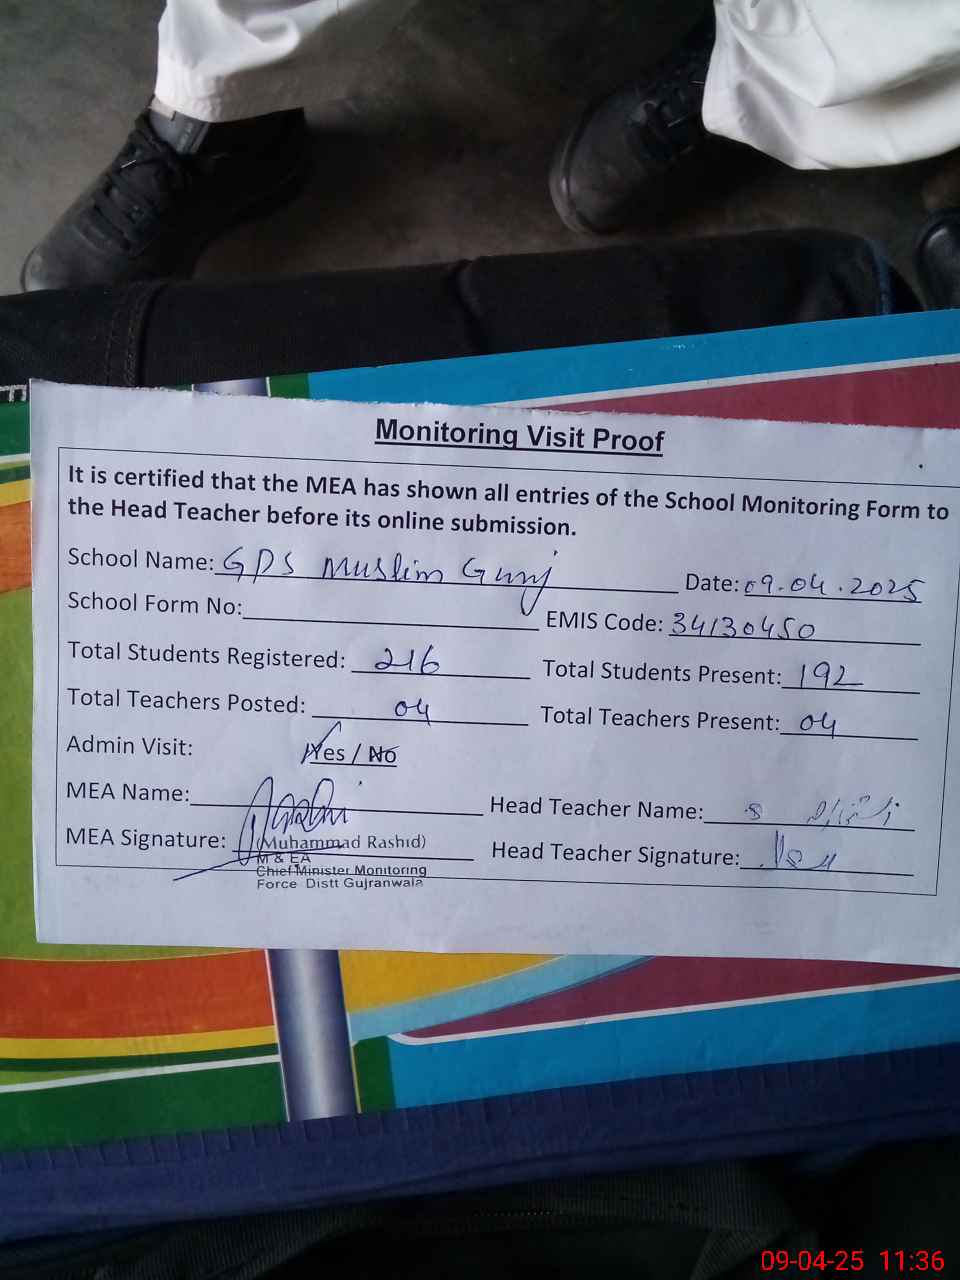 Monitoring Visit Proof
It is certified that the MEA has shown all entries of the School Monitoring Form to
the Head Teacher before its online submission.
School Name: GPS Muslim Gunj Date: 09.04.2025
School Form No: EMIS Code: 34130450
Total Students Registered: 216 Total Students Present: 192
Total Teachers Posted: 04 Total Teachers Present: 04
Admin Visit: Yes / No
MEA Name: Head Teacher Name:
MEA Signature: (Muhammad Rashid) Head Teacher Signature:
M & EA
Chief Minister Monitoring
Force Distt Gujranwala
09-04-25 11:36